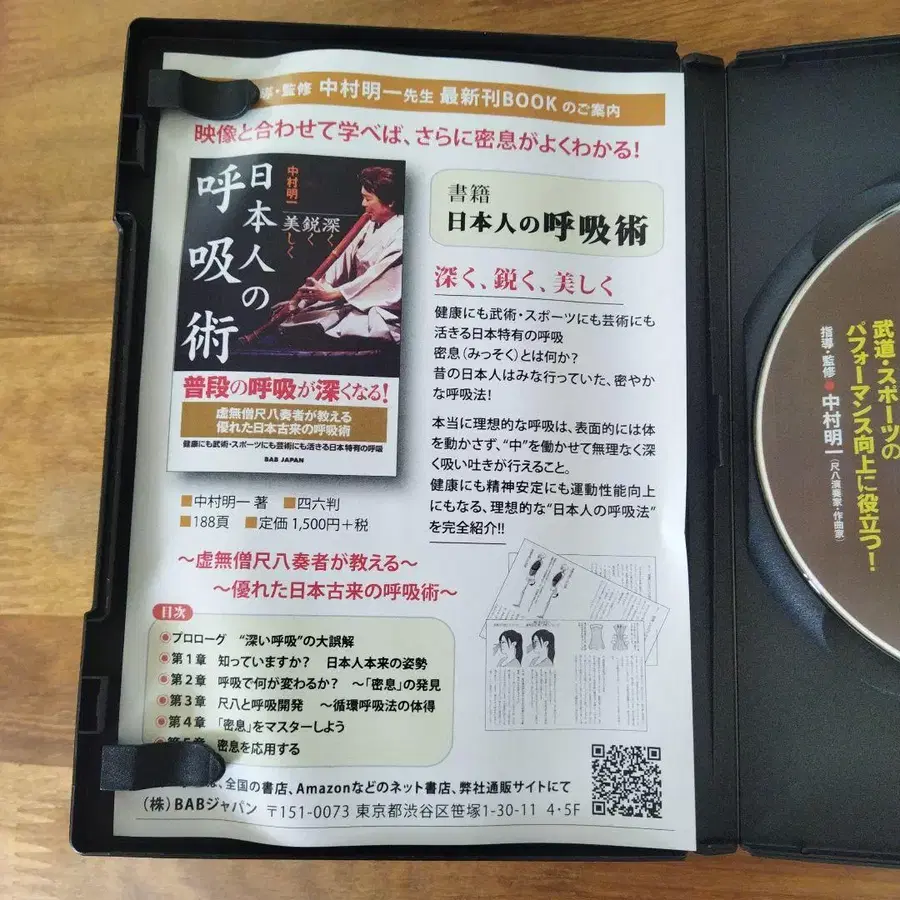 ・監修 中村明一先生 最新刊BOOK のご案内
映像と合わせて学べば、さらに密息がよくわかる!
中村明一
日本人の
呼吸術
深く
鋭く
美しく
普段の呼吸が深くなる!
虚無僧尺八奏者が教える
優れた日本古来の呼吸術
健康にも武術・スポーツにも芸術にも活きる日本特有の呼吸
BAB JAPAN
書籍
日本人の呼吸術
深く、鋭く、美しく
健康にも武術・スポーツにも芸術にも
活きる日本特有の呼吸
密息(みっそく)とは何か?
昔の日本人はみな行っていた、密やか
な呼吸法!
本当に理想的な呼吸は、表面的には体
を動かさず、“中”を働かせて無理なく深
く吸い吐きが行えること。
健康にも精神安定にも運動性能向上
にもなる、理想的な“日本人の呼吸法”
を完全紹介!!
■中村明一 著 ■四六判
■188頁 ■定価 1,500円+税
〜虚無僧尺八奏者が教える〜
〜優れた日本古来の呼吸術〜
目次
◉プロローグ “深い呼吸”の大誤解
◉第1章 知っていますか? 日本人本来の姿勢
◉第2章 呼吸で何が変わるか? 〜「密息」の発見
◉第3章 尺八と呼吸開発 〜循環呼吸法の体得
◉第4章 「密息」をマスターしよう
◉第5章 密息を応用する
は、全国の書店、Amazonなどのネット書店、弊社通販サイトにて
(株)BABジャパン 〒151-0073 東京都渋谷区笹塚1-30-11 4・5F
武道・スポーツの
パフォーマンス向上に役立つ!
指導・監修 ● 中村明一(尺八演奏家・作曲家)